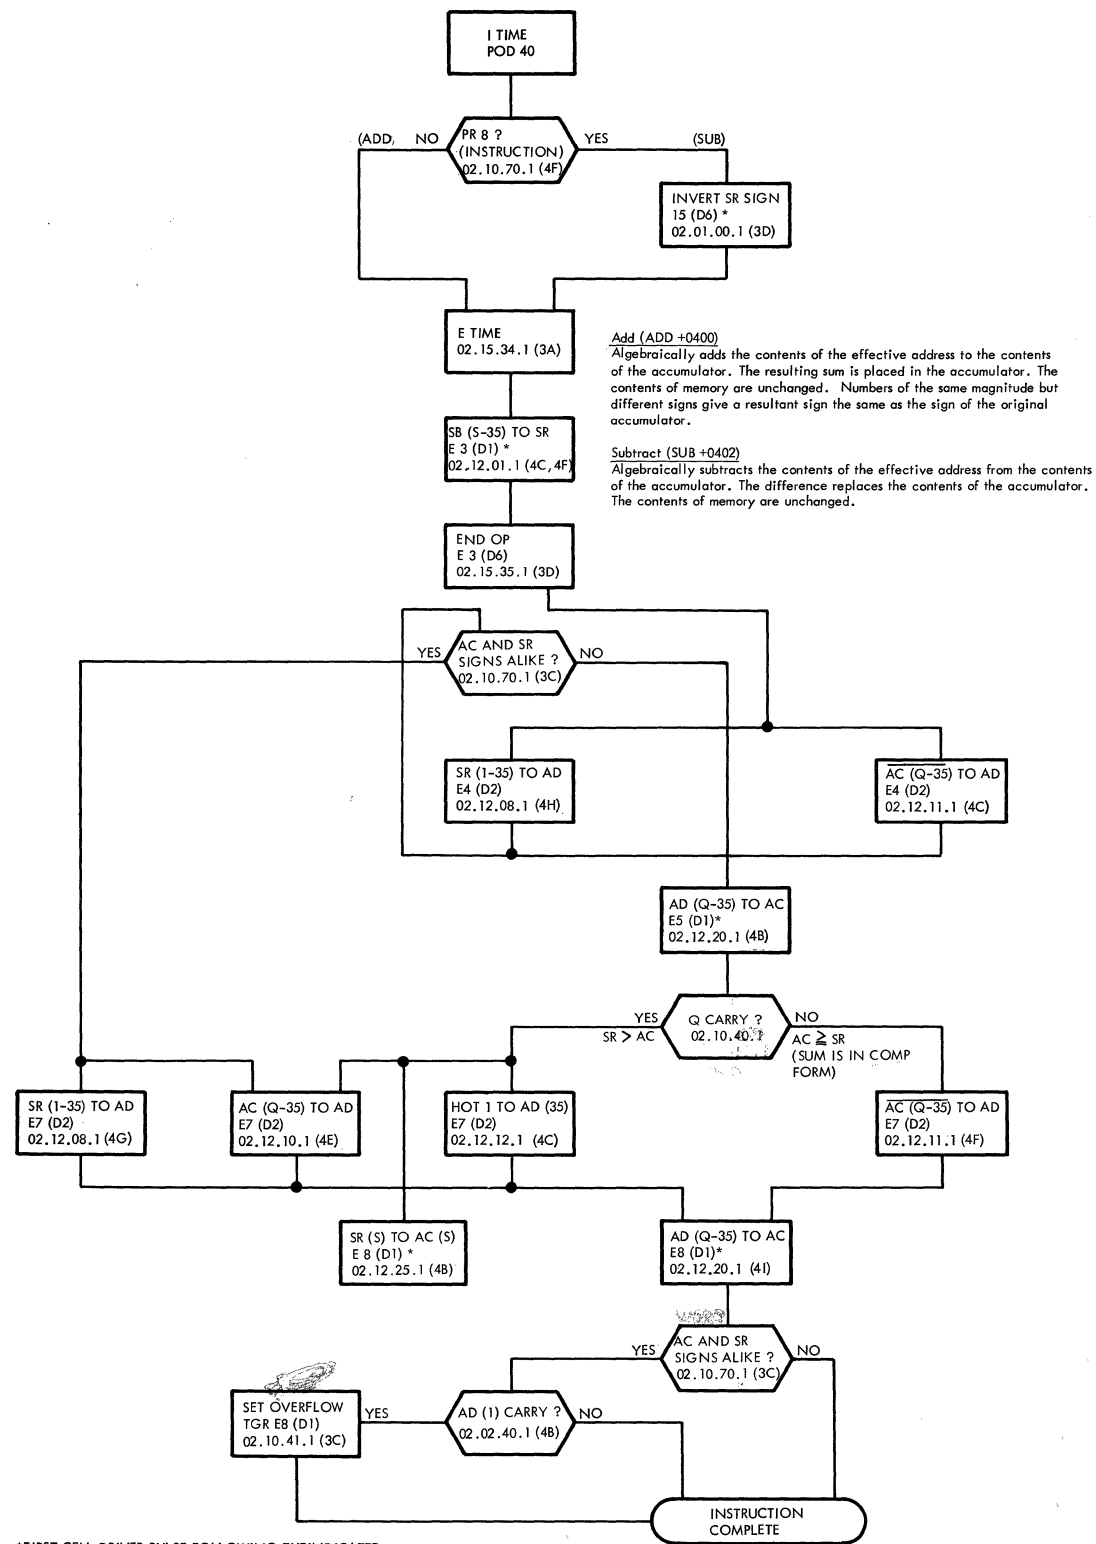 I TIME
POD 40
(ADD, NO
PR 8 ?
(INSTRUCTION)
02.10.70.1 (4F)
YES (SUB)
INVERT SR SIGN
15 (D6) *
02.01.00.1 (3D)
E TIME
02.15.34.1 (3A)
Add (ADD +0400)
Algebraically adds the contents of the effective address to the contents
of the accumulator. The resulting sum is placed in the accumulator. The
contents of memory are unchanged. Numbers of the same magnitude but
different signs give a resultant sign the same as the sign of the original
accumulator.
SB (S-35) TO SR
E 3 (D1) *
02.12.01.1 (4C, 4F)
Subtract (SUB +0402)
Algebraically subtracts the contents of the effective address from the contents
of the accumulator. The difference replaces the contents of the accumulator.
The contents of memory are unchanged.
END OP
E 3 (D6)
02.15.35.1 (3D)
YES
AC AND SR
SIGNS ALIKE ?
02.10.70.1 (3C)
NO
SR (1-35) TO AD
E4 (D2)
02.12.08.1 (4H)
AC (Q-35) TO AD
E4 (D2)
02.12.11.1 (4C)
AD (Q-35) TO AC
E5 (D1)*
02.12.20.1 (4B)
YES
SR > AC
Q CARRY ?
02.10.40.1
NO
AC ≧ SR
(SUM IS IN COMP
FORM)
SR (1-35) TO AD
E7 (D2)
02.12.08.1 (4G)
AC (Q-35) TO AD
E7 (D2)
02.12.10.1 (4E)
HOT 1 TO AD (35)
E7 (D2)
02.12.12.1 (4C)
AC (Q-35) TO AD
E7 (D2)
02.12.11.1 (4F)
SR (S) TO AC (S)
E 8 (D1) *
02.12.25.1 (4B)
AD (Q-35) TO AC
E8 (D1)*
02.12.20.1 (4I)
YES
AC AND SR
SIGNS ALIKE ?
02.10.70.1 (3C)
NO
SET OVERFLOW
TGR E8 (D1)
02.10.41.1 (3C)
YES
AD (1) CARRY ?
02.02.40.1 (4B)
NO
INSTRUCTION
COMPLETE